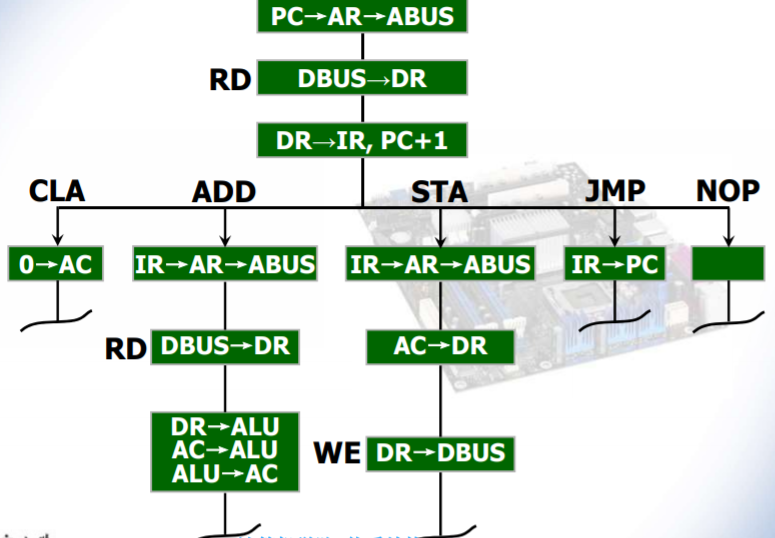 PC→AR→ABUS
RD DBUS→DR
DR→IR, PC+1
CLA ADD STA JMP NOP
0→AC IR→AR→ABUS IR→AR→ABUS IR→PC
RD DBUS→DR AC→DR
DR→ALU
AC→ALU
ALU→AC
WE DR→DBUS